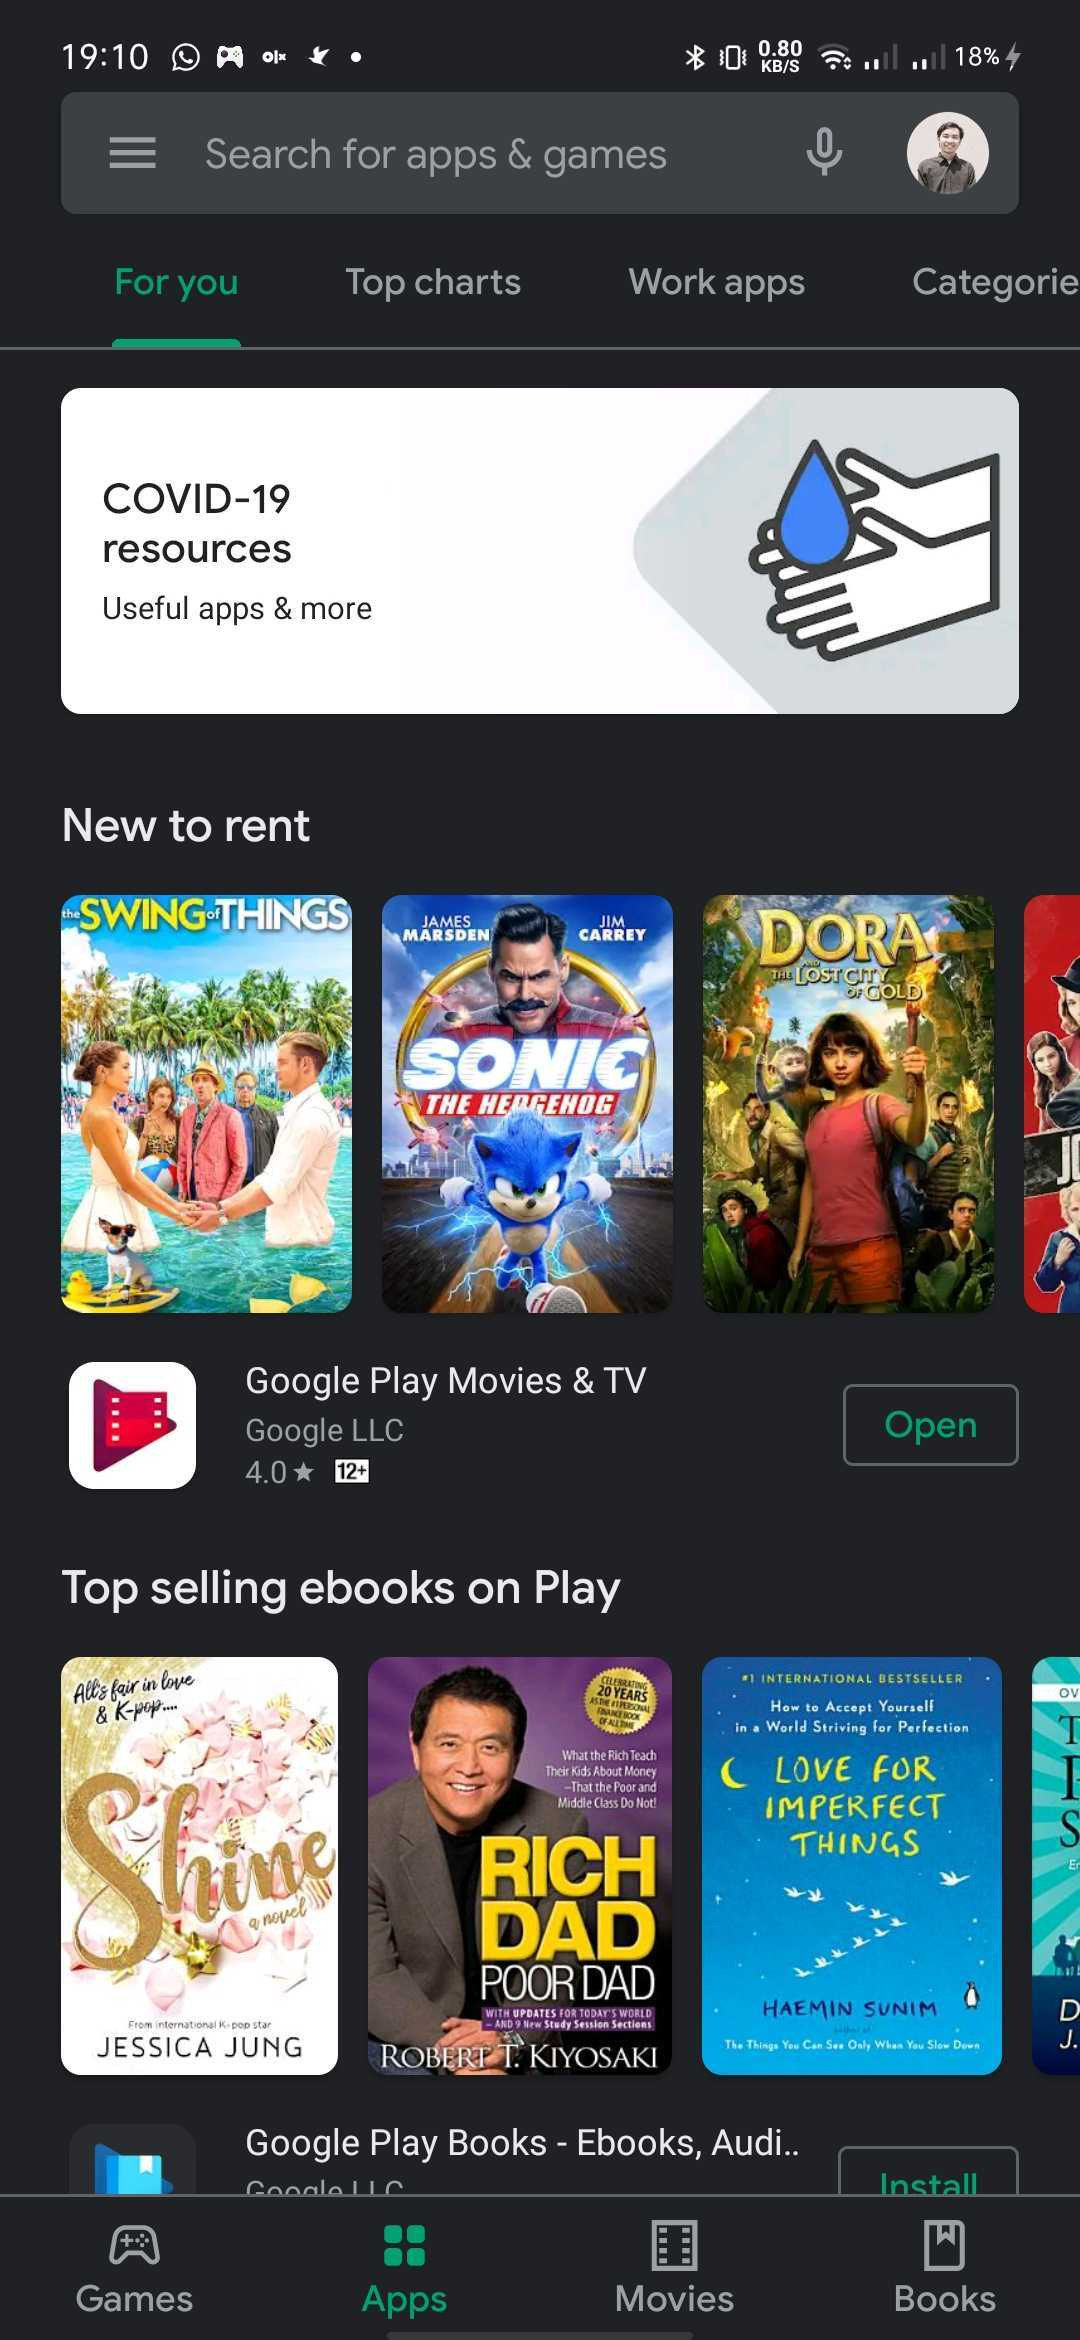 19:10 olx 0.80 KB/S 18%
Search for apps & games
For you Top charts Work apps Categorie
COVID-19
resources
Useful apps & more
New to rent
the SWING of THINGS
JAMES MARSDEN JIM CARREY
SONIC
THE HEDGEHOG
DORA
AND
THE LOST CITY
OF GOLD
Google Play Movies & TV
Google LLC
4.0 12+
Open
Top selling ebooks on Play
All's fair in love
& K-pop....
Shine
a novel
From international K-pop star
JESSICA JUNG
CELEBRATING
20 YEARS
AS THE #1 PERSONAL
FINANCE BOOK
OF ALL TIME
What the Rich Teach
Their Kids About Money
–That the Poor and
Middle Class Do Not!
RICH
DAD
POOR DAD
WITH UPDATES FOR TODAY'S WORLD
– AND 9 New Study Session Sections
ROBERT T. KIYOSAKI
#1 INTERNATIONAL BESTSELLER
How to Accept Yourself
in a World Striving for Perfection
LOVE FOR
IMPERFECT
THINGS
HAEMIN SUNIM
author of
The Things You Can See Only When You Slow Down
OV
T
S
D
J.
Google Play Books - Ebooks, Audi..
Google LLC
Install
Games Apps Movies Books